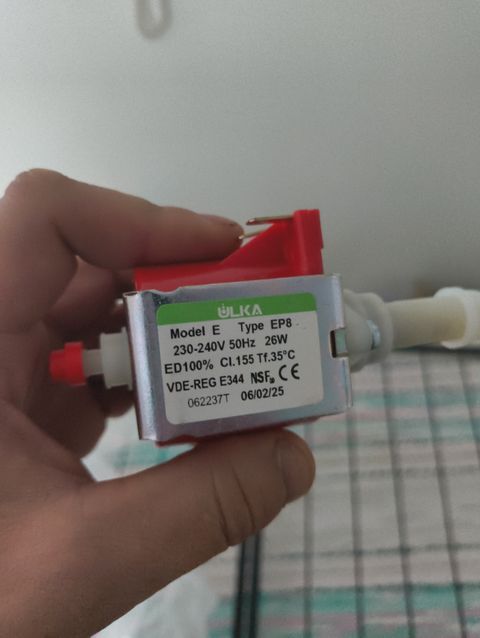 ÜLKA
Model E Type EP8
230-240V 50Hz 26W
ED100% Cl.155 Tf.35°C
VDE-REG E344 NSF® CE
062237T 06/02/25